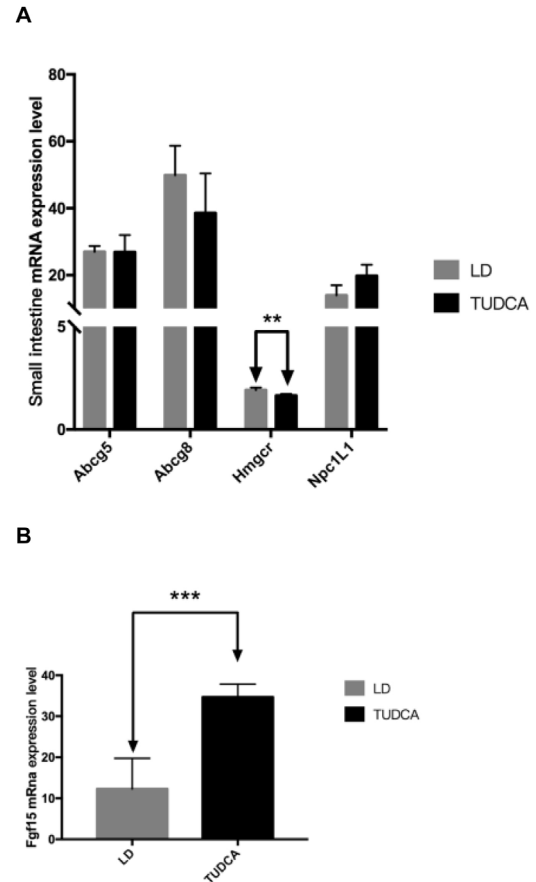 A
Small intestine mRNA expression level
80
60
40
20
5
0
**
LD
TUDCA
Abcg5
Abcg8
Hmgcr
Npc1L1
B
***
Fgf15 mRna expression level
40
30
20
10
0
LD
TUDCA
LD
TUDCA